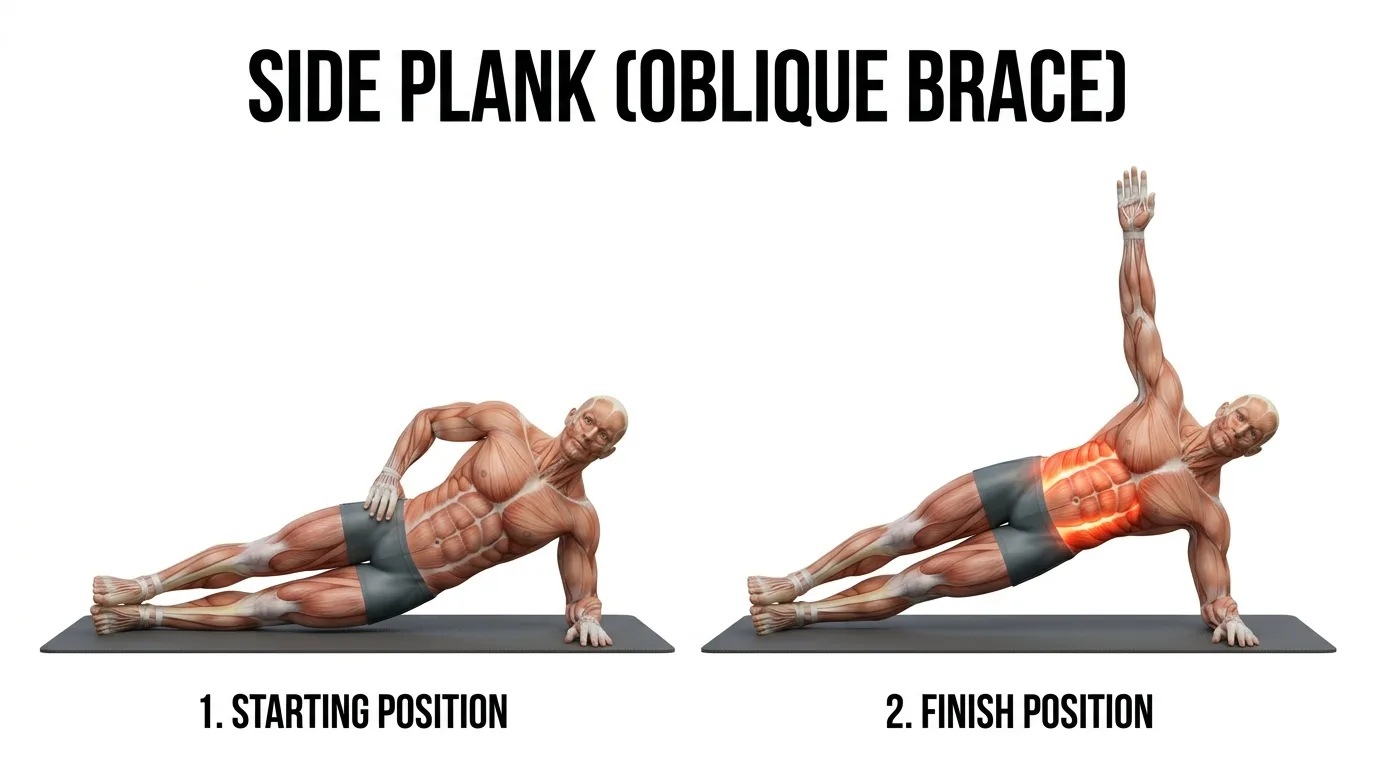 SIDE PLANK (OBLIQUE BRACE)
1. STARTING POSITION
2. FINISH POSITION